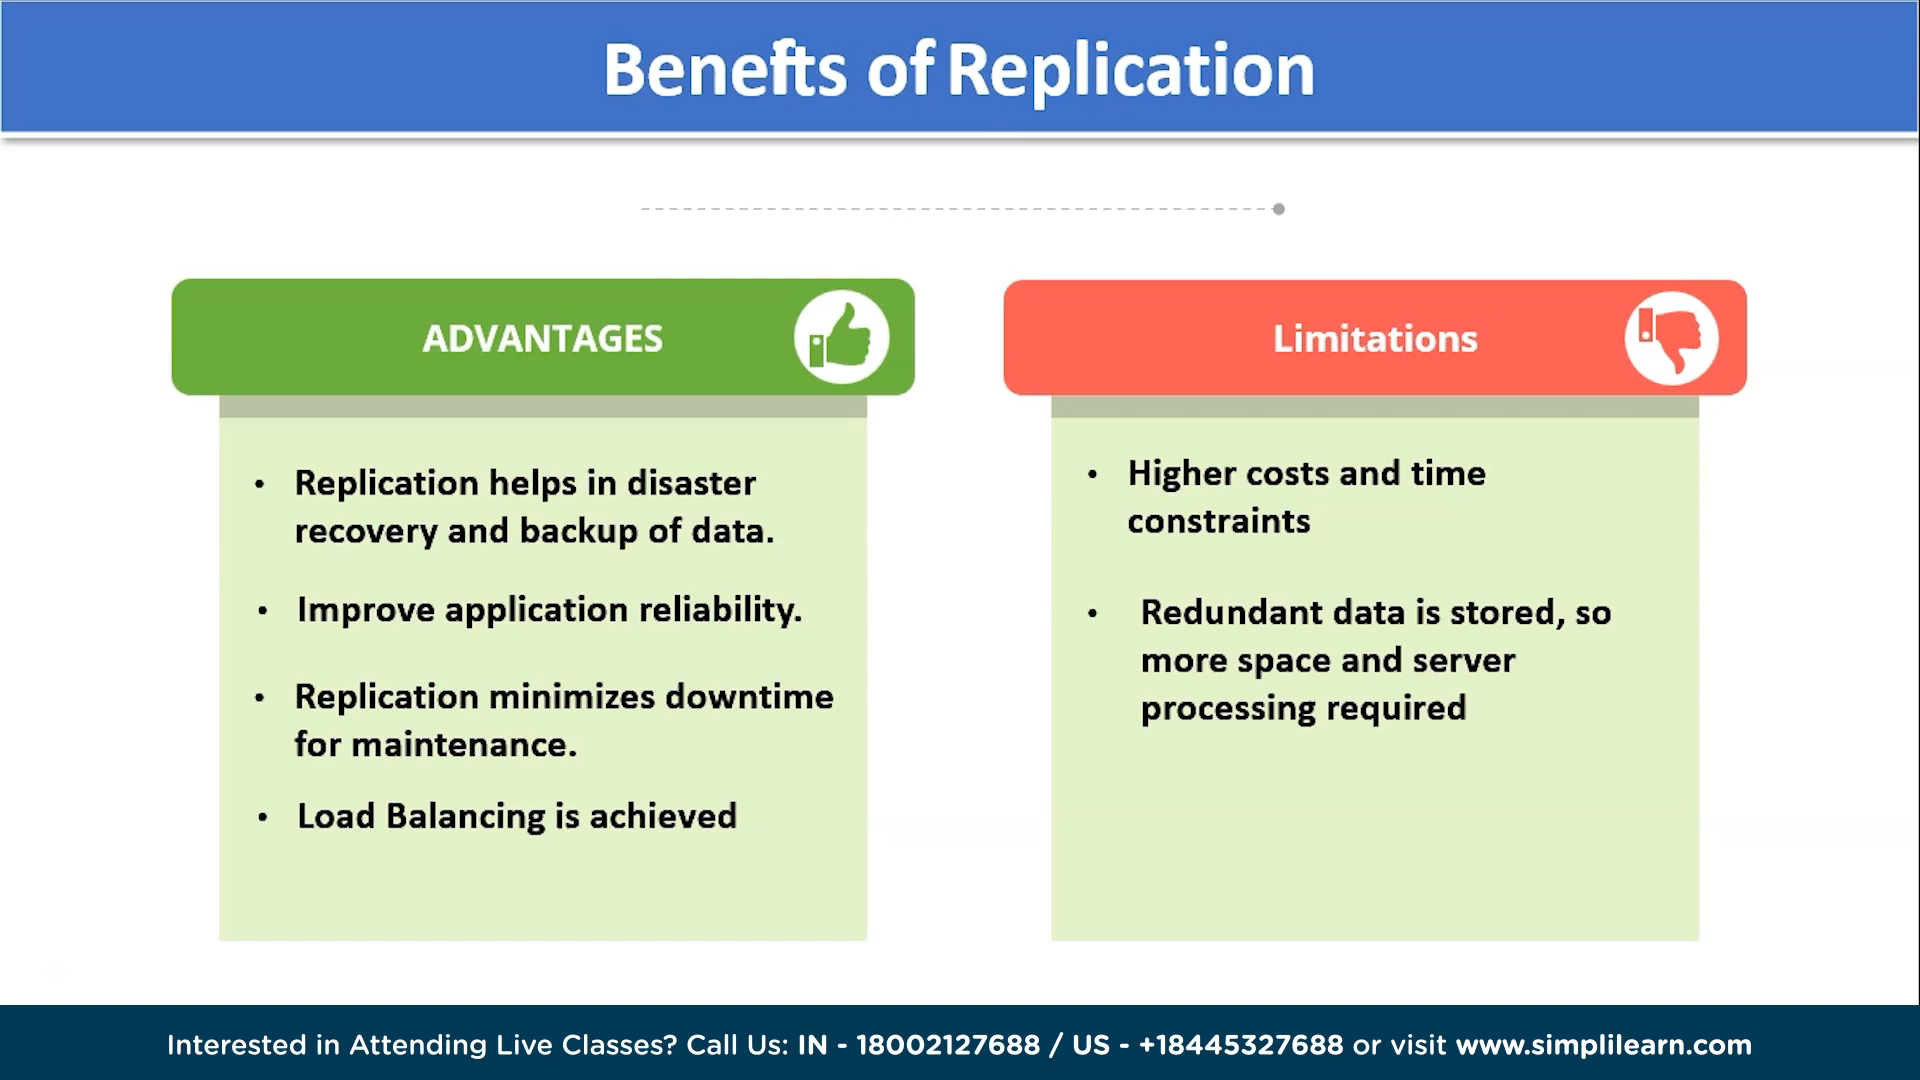 Benefits of Replication
ADVANTAGES
• Replication helps in disaster
recovery and backup of data.
• Improve application reliability.
• Replication minimizes downtime
for maintenance.
• Load Balancing is achieved
Limitations
• Higher costs and time
constraints
• Redundant data is stored, so
more space and server
processing required
Interested in Attending Live Classes? Call Us: IN - 18002127688 / US - +18445327688 or visit www.simplilearn.com